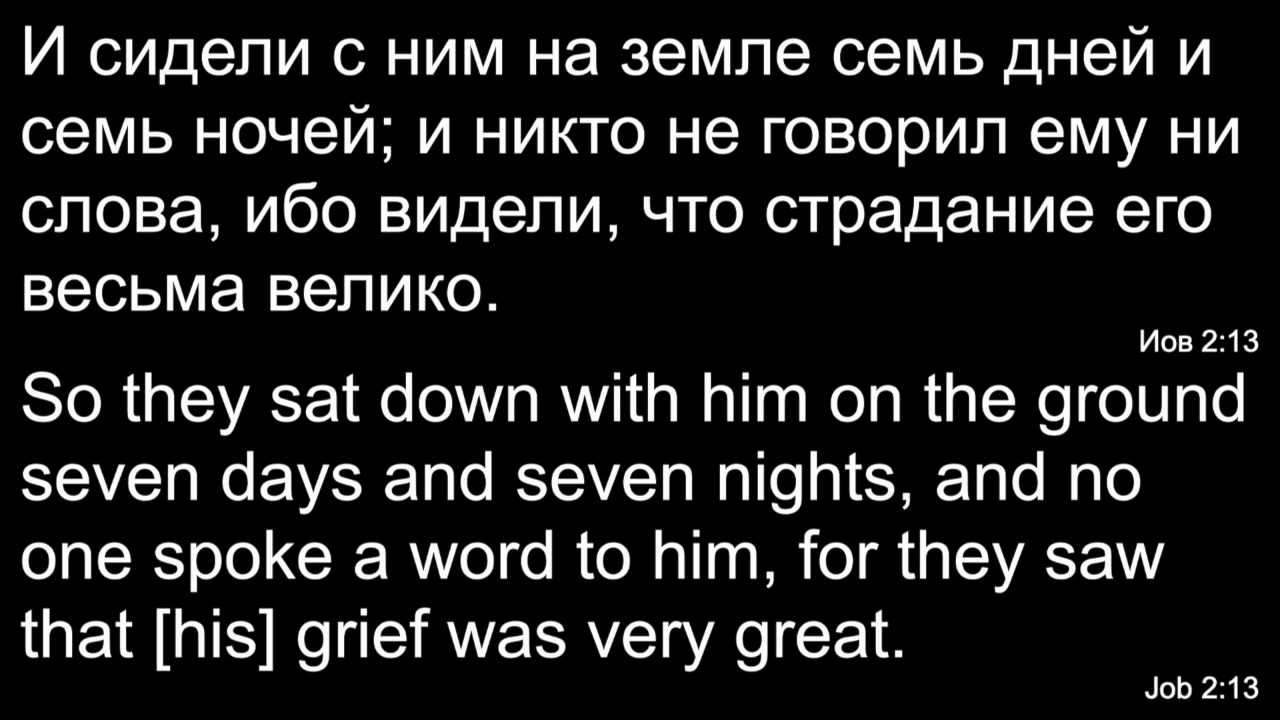 И сидели с ним на земле семь дней и
семь ночей; и никто не говорил ему ни
слова, ибо видели, что страдание его
весьма велико.
Иов 2:13
So they sat down with him on the ground
seven days and seven nights, and no
one spoke a word to him, for they saw
that [his] grief was very great.
Job 2:13